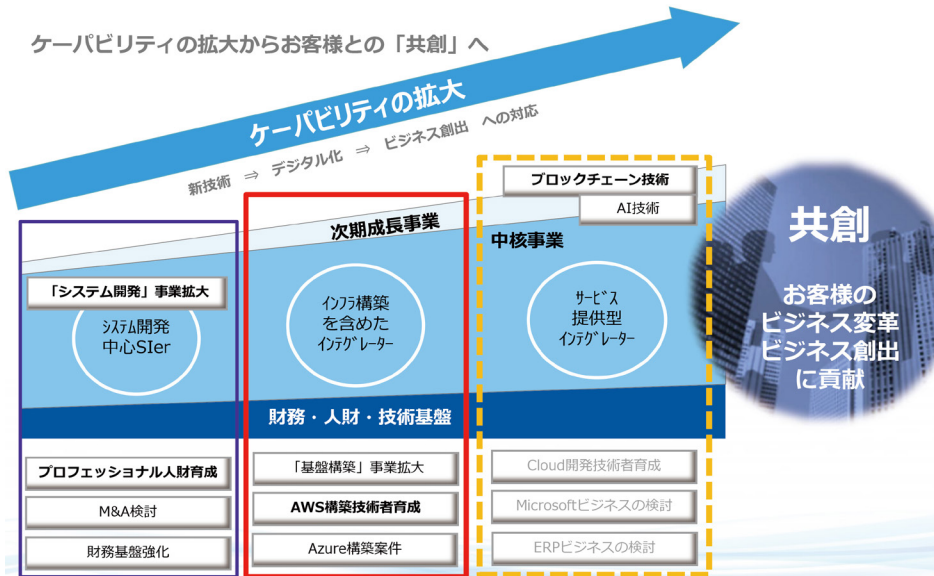 ケーパビリティの拡大からお客様との「共創」へ
ケーパビリティの拡大
新技術 ⇒ デジタル化 ⇒ ビジネス創出 への対応
ブロックチェーン技術
AI技術
次期成長事業
中核事業
「システム開発」事業拡大
ｼｽﾃﾑ開発
中心SIer
ｲﾝﾌﾗ構築
を含めた
ｲﾝﾃｸﾞﾚｰﾀｰ
ｻｰﾋﾞｽ
提供型
ｲﾝﾃｸﾞﾚｰﾀｰ
共創
お客様の
ビジネス変革
ビジネス創出
に貢献
財務・人財・技術基盤
プロフェッショナル人財育成
M&A検討
財務基盤強化
「基盤構築」事業拡大
AWS構築技術者育成
Azure構築案件
Cloud開発技術者育成
Microsoftビジネスの検討
ERPビジネスの検討